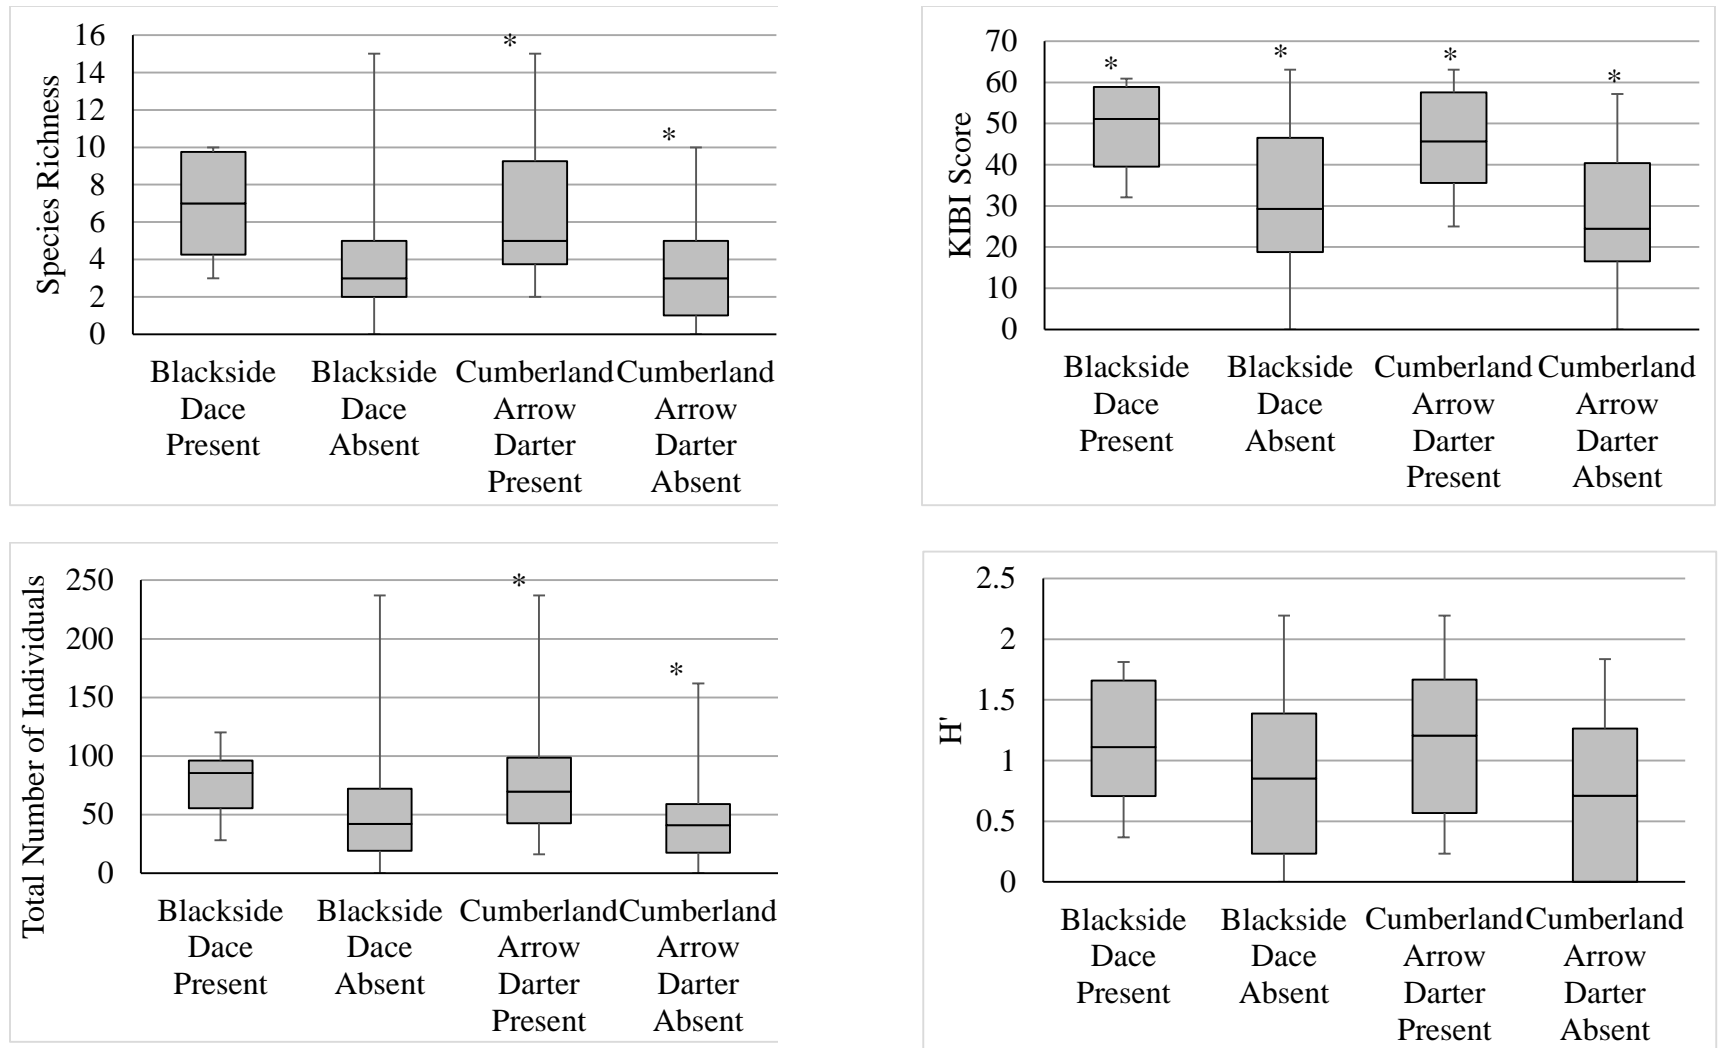 Species Richness
16
14
12
10
8
6
4
2
0
*
*
Blackside Blackside CumberlandCumberland
Dace Dace Arrow Arrow
Present Absent Darter Darter
Present Absent
KIBI Score
70
60
50
40
30
20
10
0
* * * *
Blackside Blackside Cumberland Cumberland
Dace Dace Arrow Arrow
Present Absent Darter Darter
Present Absent
Total Number of Individuals
250
200
150
100
50
0
*
*
Blackside Blackside CumberlandCumberland
Dace Dace Arrow Arrow
Present Absent Darter Darter
Present Absent
H'
2.5
2
1.5
1
0.5
0
Blackside Blackside Cumberland Cumberland
Dace Dace Arrow Arrow
Present Absent Darter Darter
Present Absent